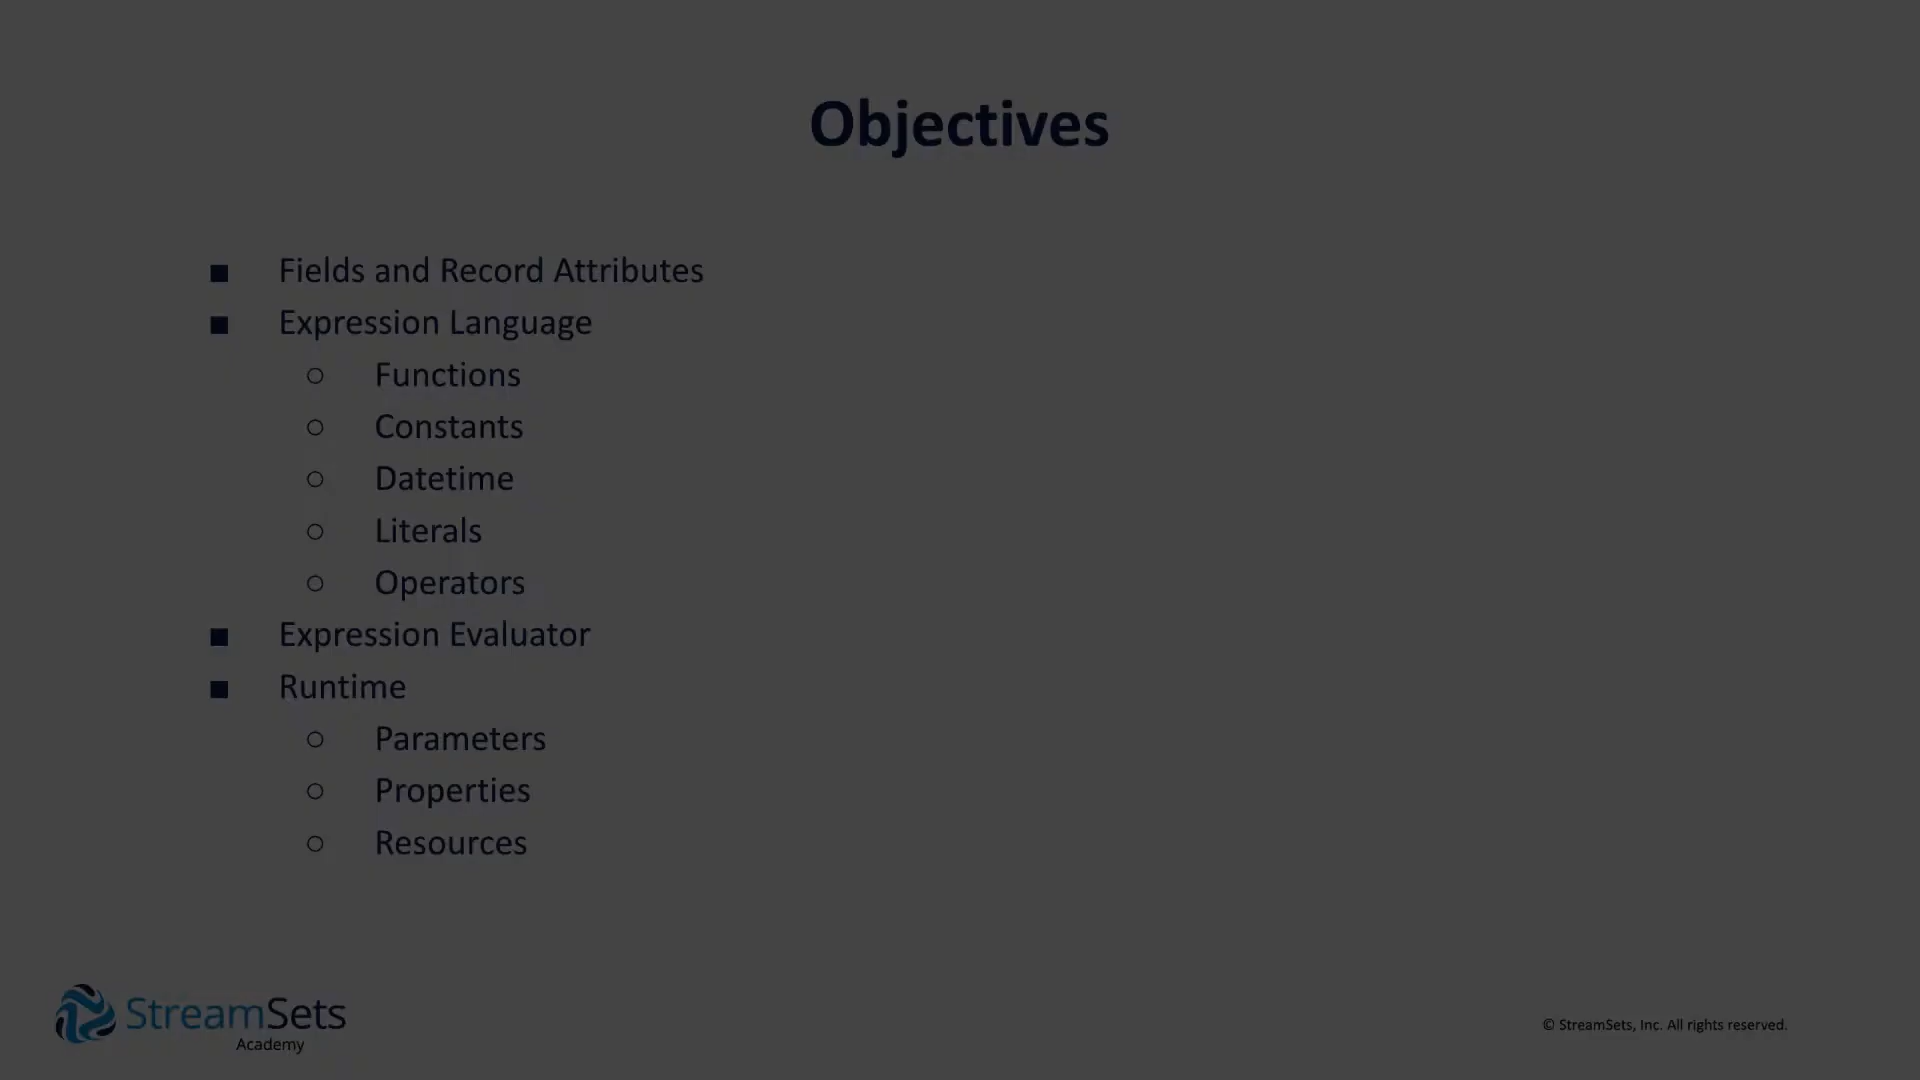 Objectives
■ Fields and Record Attributes
■ Expression Language
○ Functions
○ Constants
○ Datetime
○ Literals
○ Operators
■ Expression Evaluator
■ Runtime
○ Parameters
○ Properties
○ Resources
StreamSets
Academy
© StreamSets, Inc. All rights reserved.